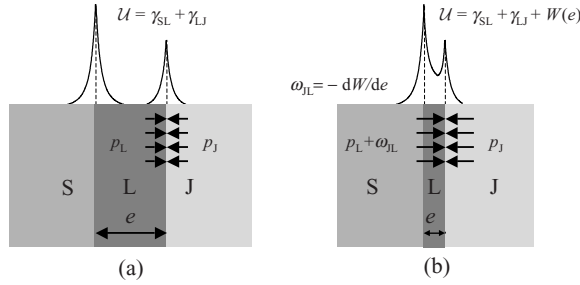 U = γSL + γLJ
pL
pJ
S
L
J
e
(a)
U = γSL + γLJ + W(e)
ωJL = – dW/de
pL + ωJL
pJ
S
L
J
e
(b)